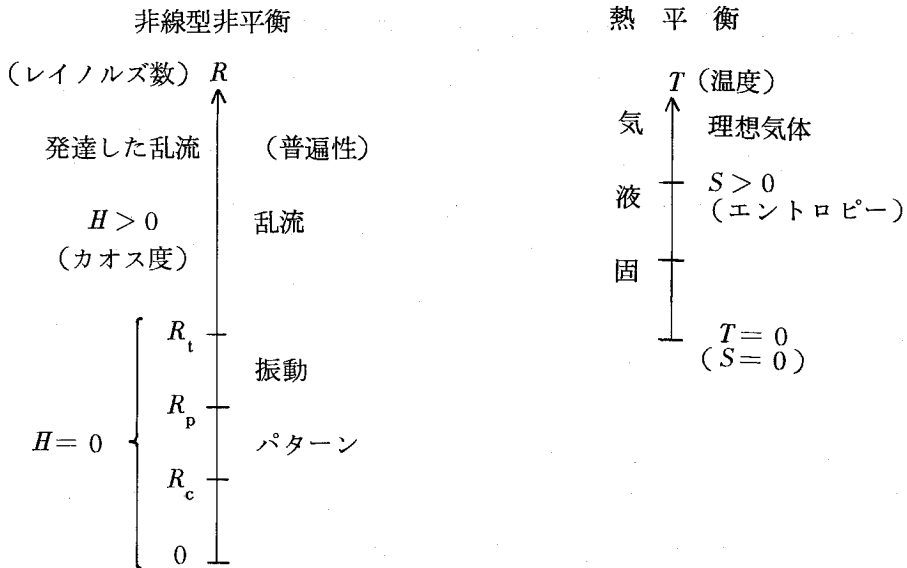 非線型非平衡
（レイノルズ数） R
発達した乱流 （普遍性）
H > 0 乱流
（カオス度）
R_t
振動
R_p
H = 0 パターン
R_c
0
熱平衡
T（温度）
気 理想気体
S > 0
液 （エントロピー）
固
T = 0
（S = 0）